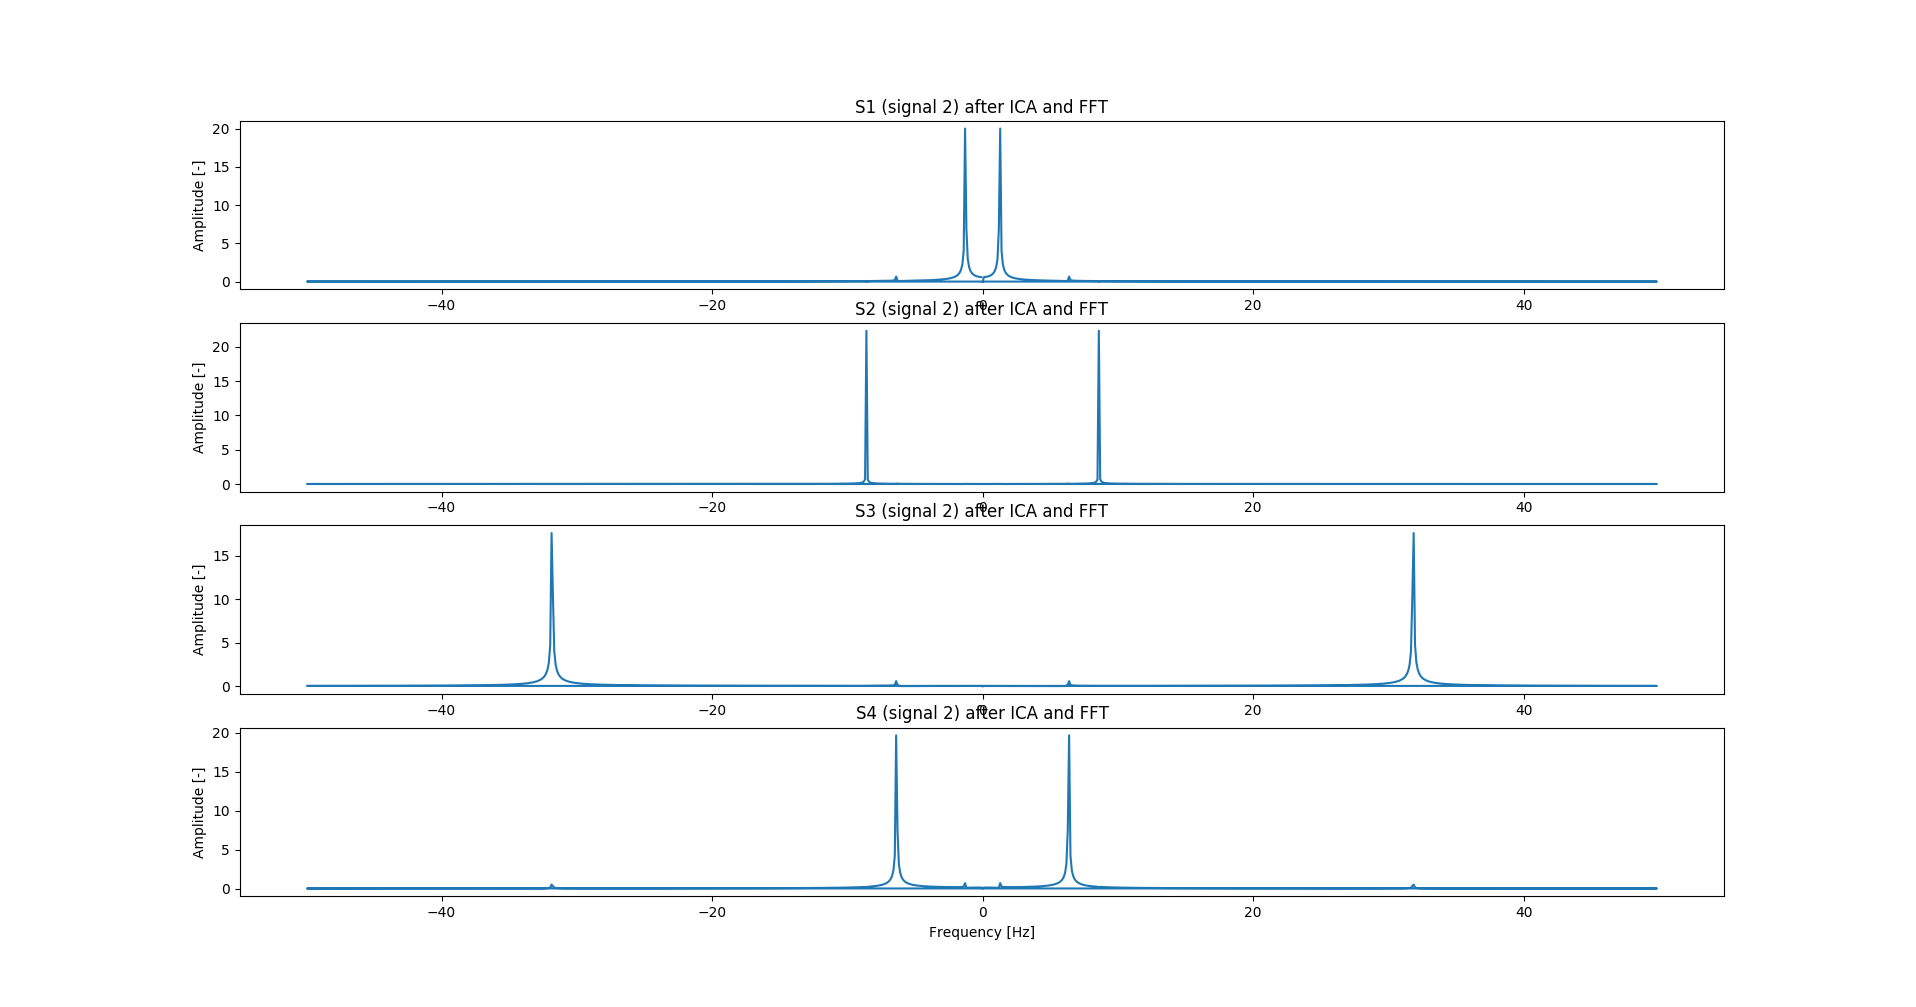 S1 (signal 2) after ICA and FFT
20
15
10
5
0
Amplitude [-]
−40 −20 0 20 40
S2 (signal 2) after ICA and FFT
20
15
10
5
0
Amplitude [-]
−40 −20 0 20 40
S3 (signal 2) after ICA and FFT
15
10
5
0
Amplitude [-]
−40 −20 0 20 40
S4 (signal 2) after ICA and FFT
20
15
10
5
0
Amplitude [-]
−40 −20 0 20 40
Frequency [Hz]